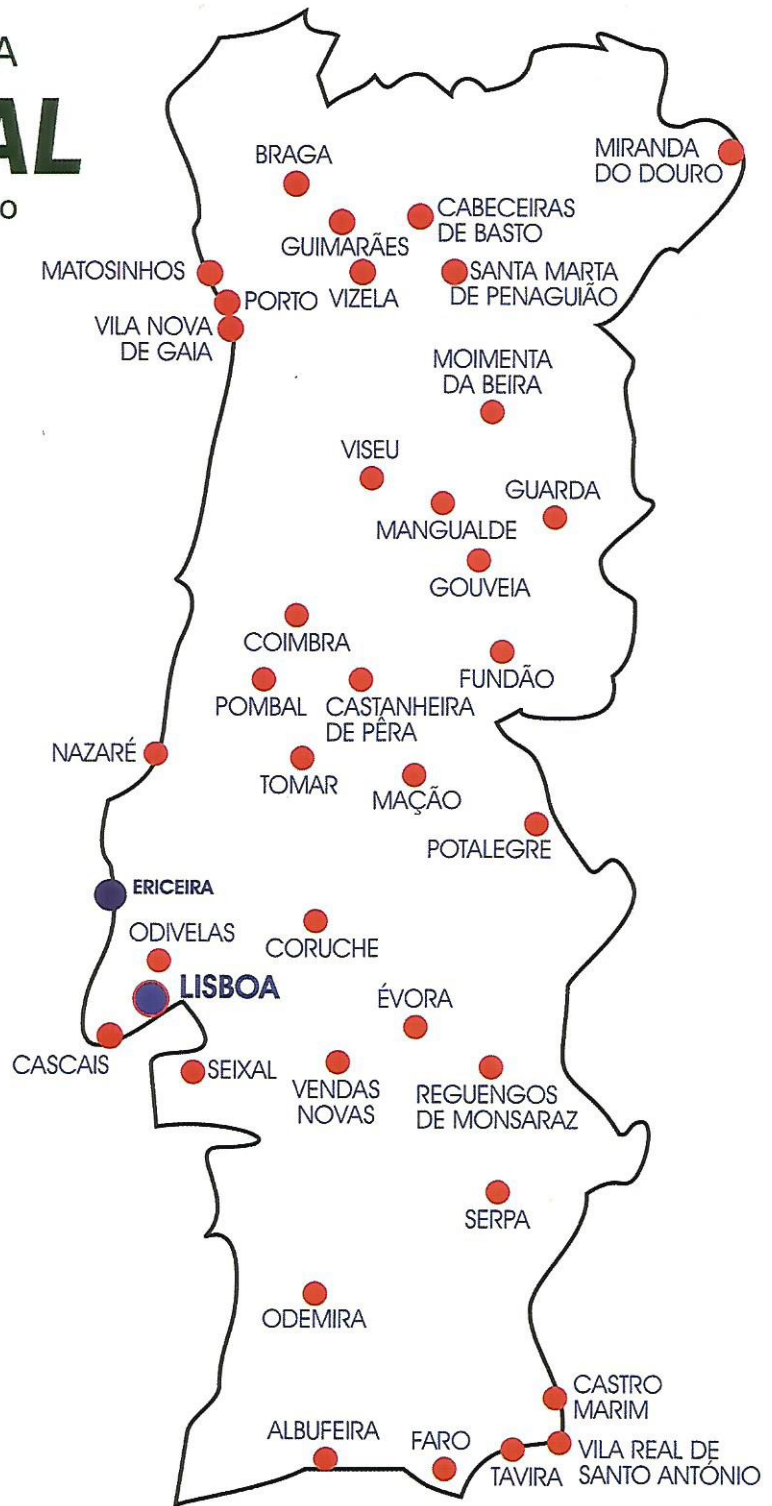 A
AL
O
BRAGA
MIRANDA
DO DOURO
CABECEIRAS
DE BASTO
GUIMARÃES
MATOSINHOS
VIZELA
SANTA MARTA
DE PENAGUIÃO
PORTO
VILA NOVA
DE GAIA
MOIMENTA
DA BEIRA
VISEU
GUARDA
MANGUALDE
GOUVEIA
COIMBRA
FUNDÃO
POMBAL
CASTANHEIRA
DE PÊRA
NAZARÉ
TOMAR
MAÇÃO
POTALEGRE
ERICEIRA
ODIVELAS
CORUCHE
LISBOA
ÉVORA
CASCAIS
SEIXAL
VENDAS
NOVAS
REGUENGOS
DE MONSARAZ
SERPA
ODEMIRA
CASTRO
MARIM
ALBUFEIRA
FARO
TAVIRA
VILA REAL DE
SANTO ANTÓNIO